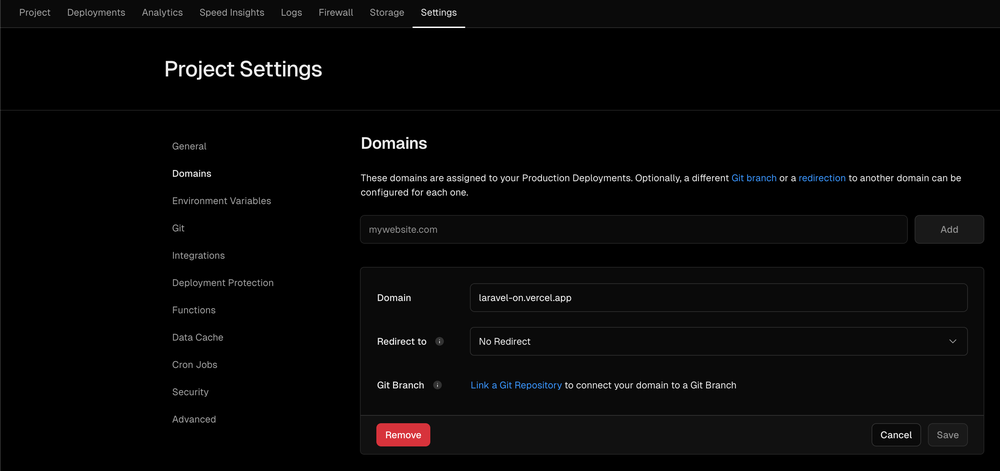 Project Deployments Analytics Speed Insights Logs Firewall Storage Settings
Project Settings
General
Domains
Environment Variables
Git
Integrations
Deployment Protection
Functions
Data Cache
Cron Jobs
Security
Advanced
Domains
These domains are assigned to your Production Deployments. Optionally, a different Git branch or a redirection to another domain can be
configured for each one.
mywebsite.com Add
Domain laravel-on.vercel.app
Redirect to No Redirect
Git Branch Link a Git Repository to connect your domain to a Git Branch
Remove Cancel Save